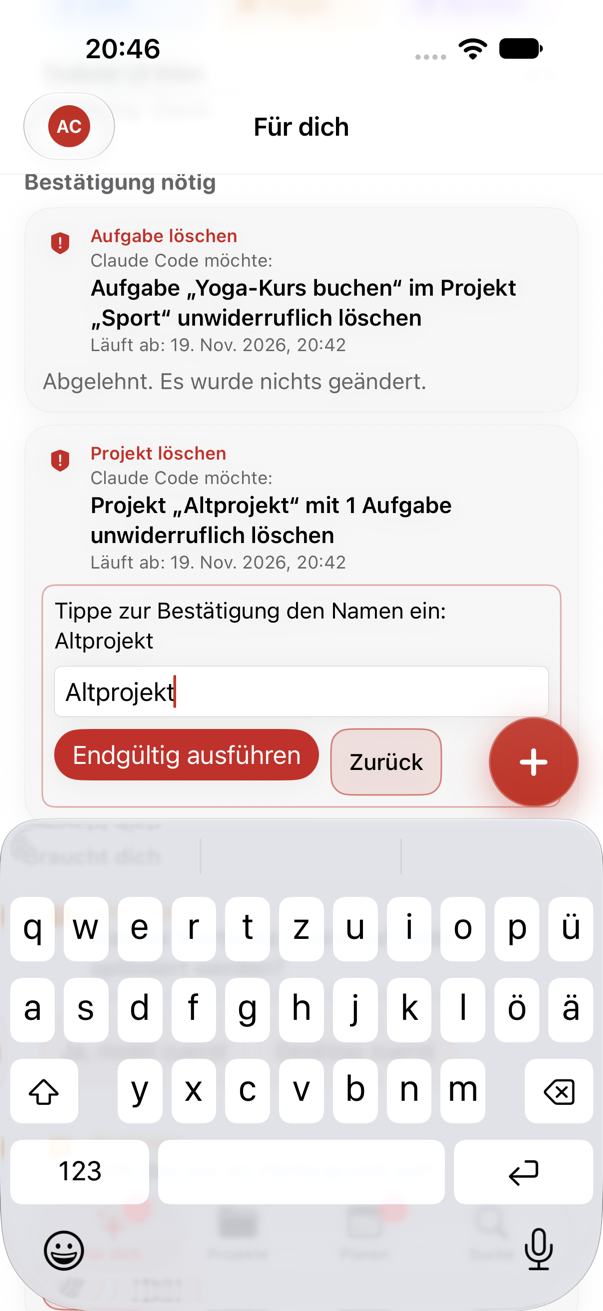 20:46
AC
Für dich
Bestätigung nötig
Aufgabe löschen
Claude Code möchte:
Aufgabe „Yoga-Kurs buchen“ im Projekt
„Sport“ unwiderruflich löschen
Läuft ab: 19. Nov. 2026, 20:42
Abgelehnt. Es wurde nichts geändert.
Projekt löschen
Claude Code möchte:
Projekt „Altprojekt“ mit 1 Aufgabe
unwiderruflich löschen
Läuft ab: 19. Nov. 2026, 20:42
Tippe zur Bestätigung den Namen ein:
Altprojekt
Altprojekt
Endgültig ausführen
Zurück
Braucht dich
q w e r t z u i o p ü
a s d f g h j k l ö ä
y x c v b n m
123